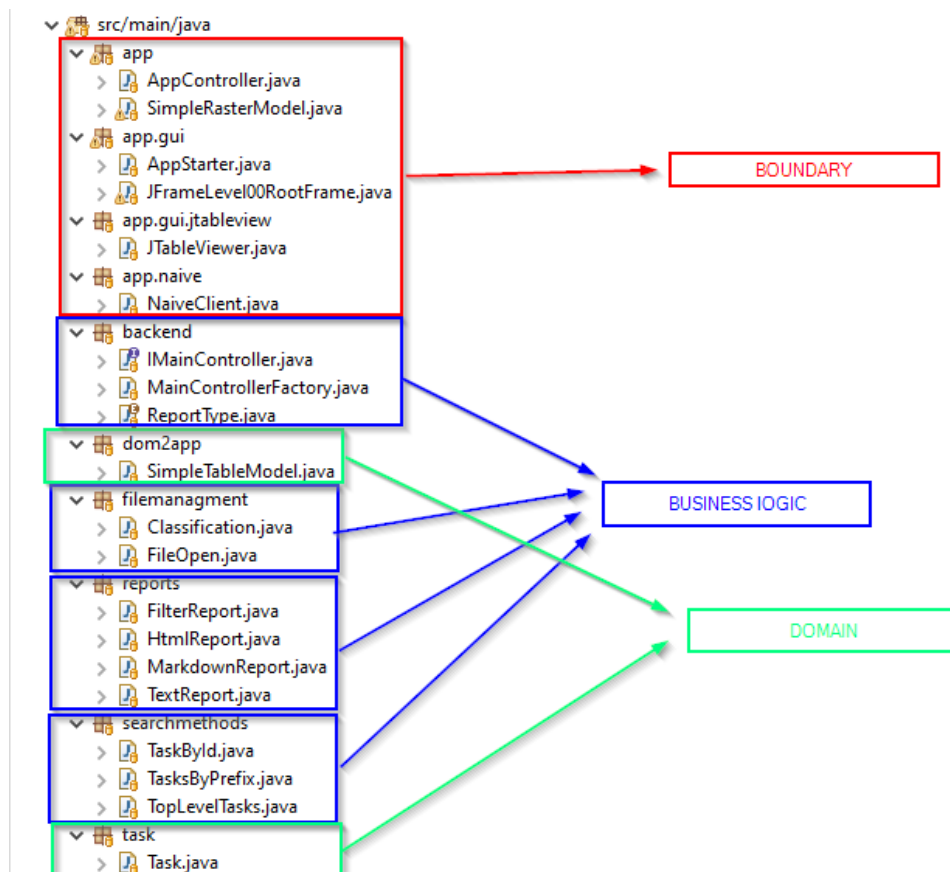 src/main/java
app
AppController.java
SimpleRasterModel.java
app.gui
AppStarter.java
JFrameLevel00RootFrame.java
app.gui.jtableview
JTableViewer.java
app.naive
NaiveClient.java
backend
IMainController.java
MainControllerFactory.java
ReportType.java
dom2app
SimpleTableModel.java
filemanagment
Classification.java
FileOpen.java
reports
FilterReport.java
HtmlReport.java
MarkdownReport.java
TextReport.java
searchmethods
TaskById.java
TasksByPrefix.java
TopLevelTasks.java
task
Task.java
BOUNDARY
BUSINESS lOGIC
DOMAIN